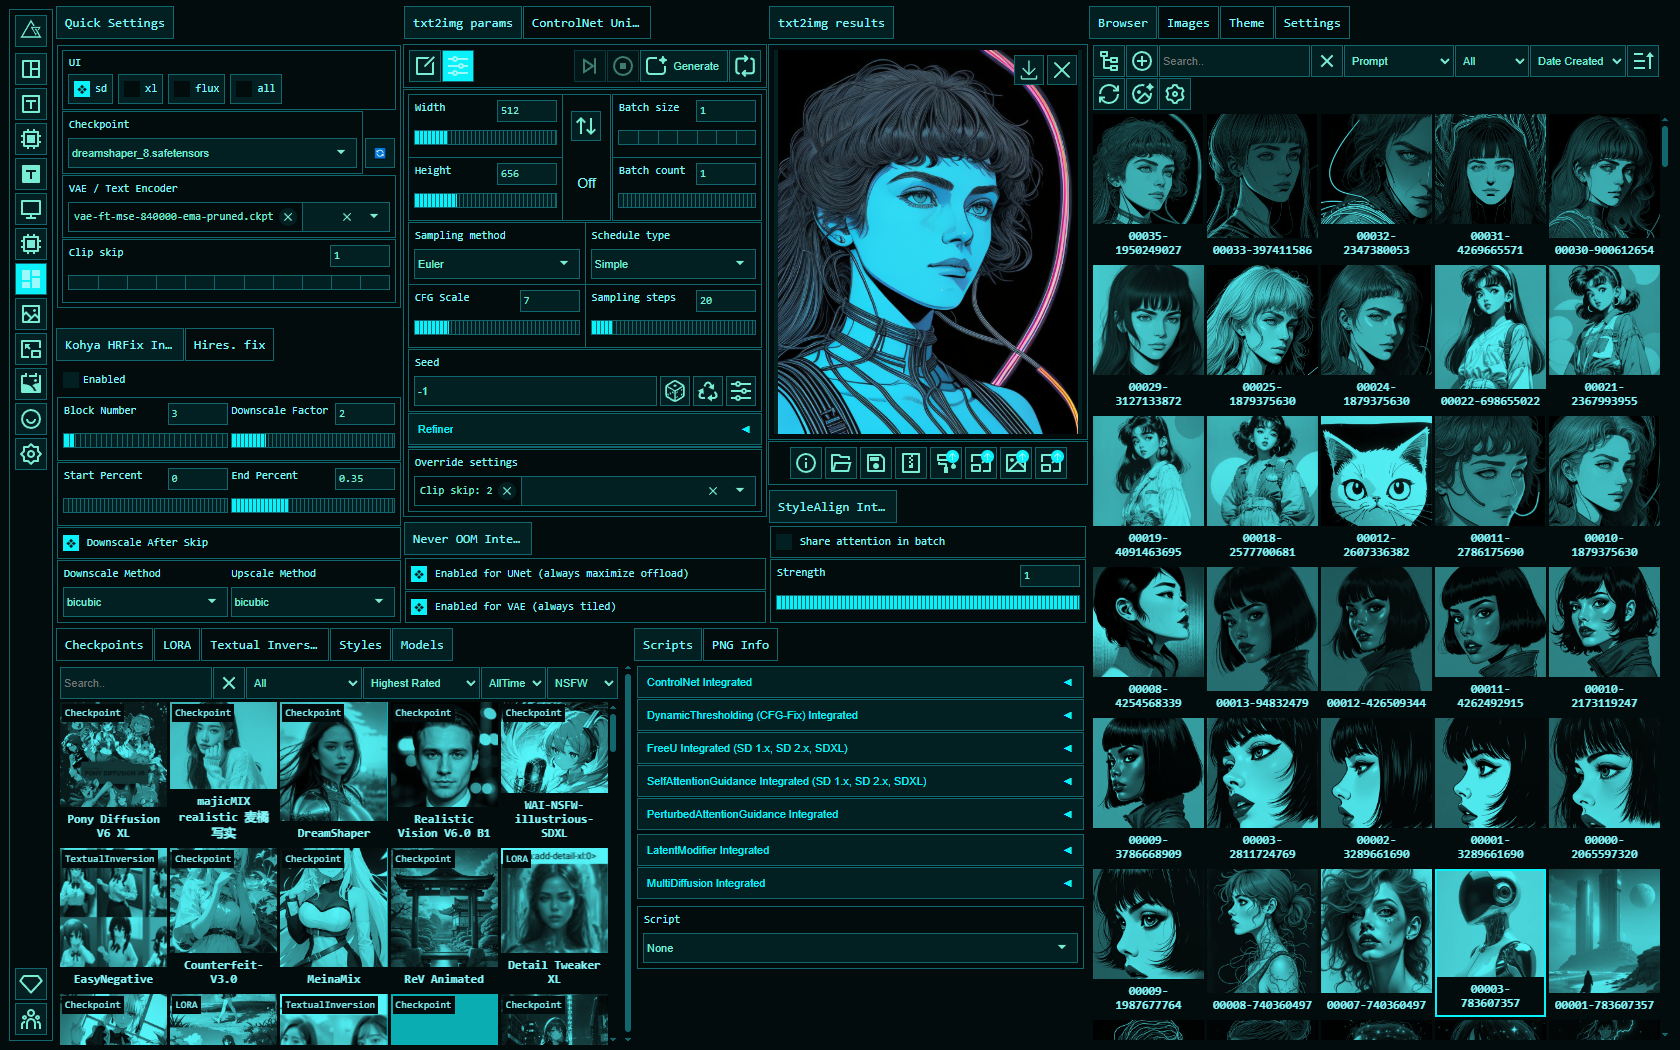 Quick Settings
UI
sd
xl
flux
all
Checkpoint
dreamshaper_8.safetensors
VAE / Text Encoder
vae-ft-mse-840000-ema-pruned.ckpt
Clip skip
1
Kohya HRFix In...
Hires. fix
Enabled
Block Number
3
Downscale Factor
2
Start Percent
0
End Percent
0.35
Downscale After Skip
Downscale Method
Upscale Method
bicubic
bicubic
txt2img params
ControlNet Uni...
Generate
Width
512
Height
656
Off
Batch size
1
Batch count
1
Sampling method
Euler
Schedule type
Simple
CFG Scale
7
Sampling steps
20
Seed
-1
Refiner
Override settings
Clip skip: 2
Never OOM Inte...
Enabled for UNet (always maximize offload)
Enabled for VAE (always tiled)
txt2img results
StyleAlign Int...
Share attention in batch
Strength
1
Checkpoints
LORA
Textual Invers...
Styles
Models
Search..
All
Highest Rated
AllTime
NSFW
Checkpoint
Pony Diffusion
V6 XL
Checkpoint
majicMIX
realistic 麦橘
写实
Checkpoint
DreamShaper
Checkpoint
Realistic
Vision V6.0 B1
Checkpoint
WAI-NSFW-
illustrious-
SDXL
TextualInversion
EasyNegative
Checkpoint
Counterfeit-
V3.0
Checkpoint
MeinaMix
Checkpoint
ReV Animated
LORA
:add-detail-xl:0>
Detail Tweaker
XL
Checkpoint
LORA
TextualInversion
Checkpoint
Checkpoint
Scripts
PNG Info
ControlNet Integrated
DynamicThresholding (CFG-Fix) Integrated
FreeU Integrated (SD 1.x, SD 2.x, SDXL)
SelfAttentionGuidance Integrated (SD 1.x, SD 2.x, SDXL)
PerturbedAttentionGuidance Integrated
LatentModifier Integrated
MultiDiffusion Integrated
Script
None
Browser
Images
Theme
Settings
Search..
Prompt
All
Date Created
00035-
1950249027
00033-397411586
00032-
2347380053
00031-
4269665571
00030-900612654
00029-
3127133872
00025-
1879375630
00024-
1879375630
00022-698655022
00021-
2367993955
00019-
4091463695
00018-
2577700681
00012-
2607336382
00011-
2786175690
00010-
1879375630
00008-
4254568339
00013-94832479
00012-426509344
00011-
4262492915
00010-
2173119247
00009-
3786668909
00003-
2811724769
00002-
3289661690
00001-
3289661690
00000-
2065597320
00009-
1987677764
00008-740360497
00007-740360497
00003-
783607357
00001-783607357